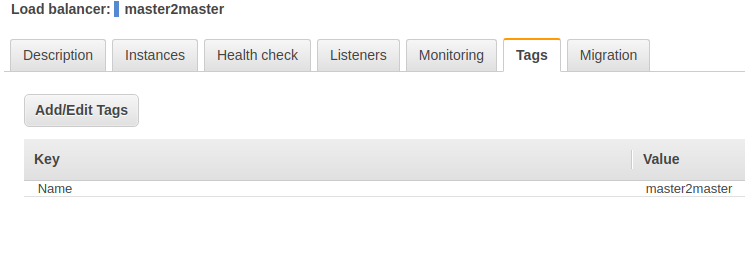 Load balancer: master2master
Description Instances Health check Listeners Monitoring Tags Migration
Add/Edit Tags
Key Value
Name master2master